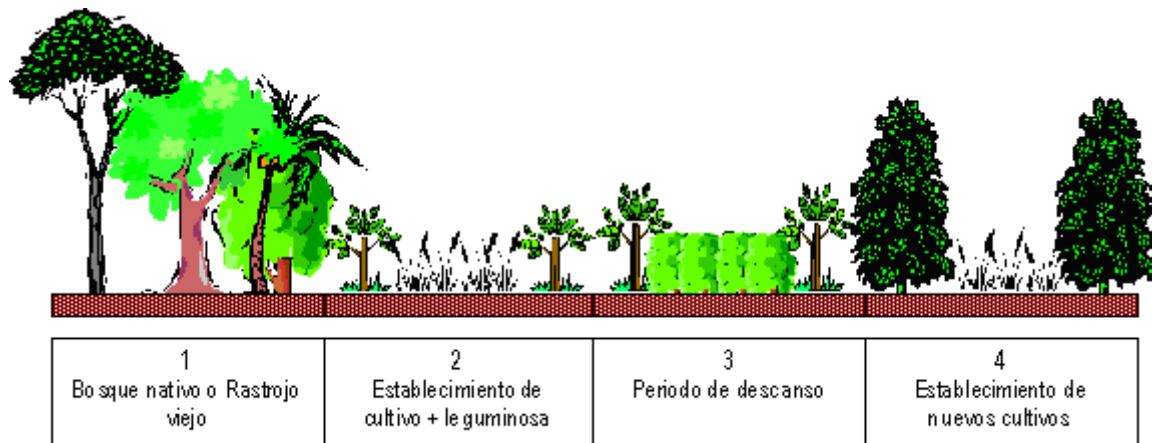 1
Bosque nativo o Rastrojo
viejo
2
Establecimiento de
cultivo + leguminosa
3
Periodo de descanso
4
Establecimiento de
nuevos cultivos